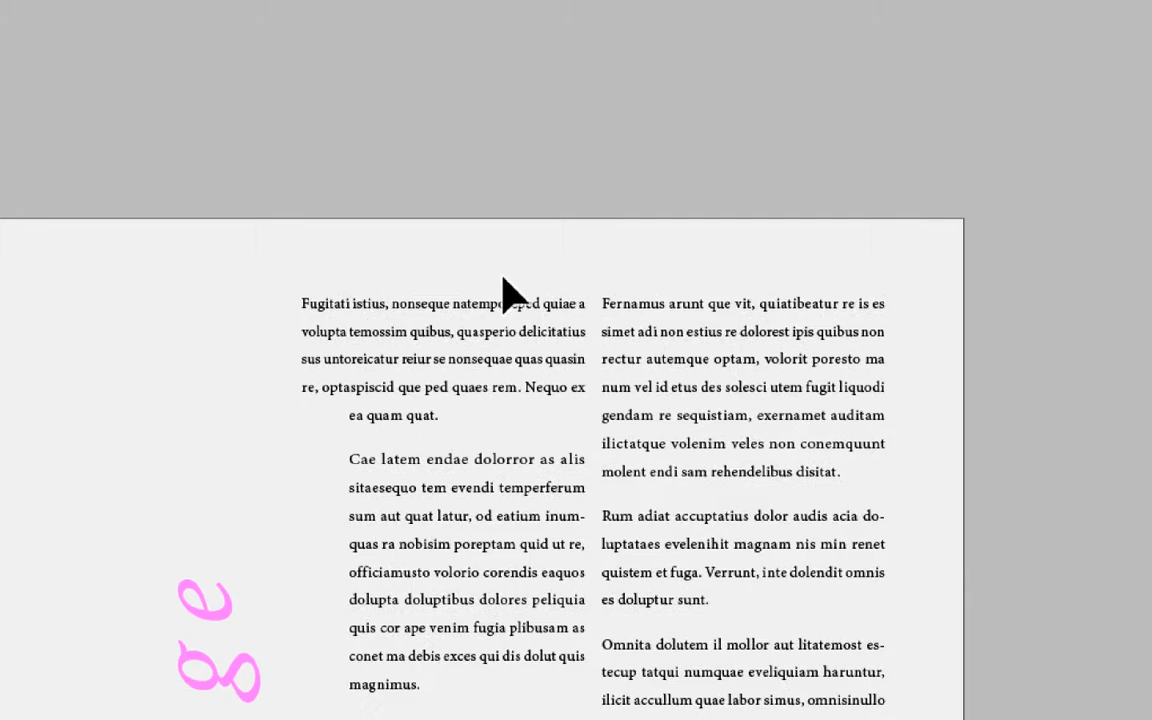 Fugitati istius, nonseque quiae a
volupta temossim quibus, quasperio delicitatius
sus untoreicatur reiur se nonsequae quas quasin
re, optaspiscid que ped quaes rem. Nequo ex
ea quam quat.
Cae latem endae dolorror as alis
sitaesequo tem evendi temperferum
sum aut quat latur, od eatium inum-
quas ra nobisim poreptam quid ut re,
officiamusto volorio corendis eaquos
dolupta doluptibus dolores peliquia
quis cor ape venim fugia plibusam as
conet ma debis exces qui dis dolut quis
magnimus.
Fernamus arunt que vit, quiatibeatur re is es
simet adi non estius re dolorest ipis quibus non
rectur autemque optam, volorit poresto ma
num vel id etus des solesci utem fugit liquodi
gendam re sequistiam, exernamet auditam
ilictatque volenim veles non conemquunt
molent endi sam rehendelibus disitat.
Rum adiat accuptatius dolor audis acia do-
luptataes evelenihit magnam nis min renet
quistem et fuga. Verrunt, inte dolendit omnis
es doluptur sunt.
Omnita dolutem il mollor aut litatemost es-
tecup tatqui numquae eveliquiam haruntur,
ilicit accullum quae labor simus, omnisinullo
ge